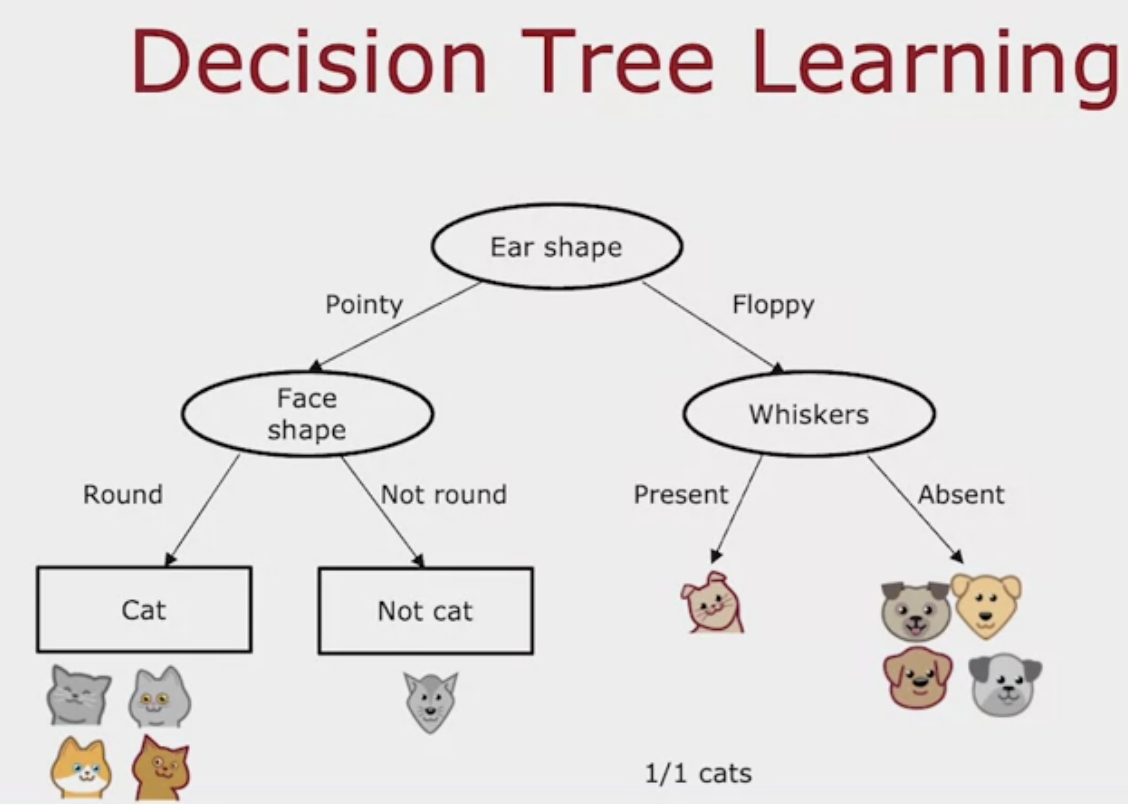 Decision Tree Learning
Ear shape
Pointy
Floppy
Face
shape
Whiskers
Round
Not round
Present
Absent
Cat
Not cat
1/1 cats